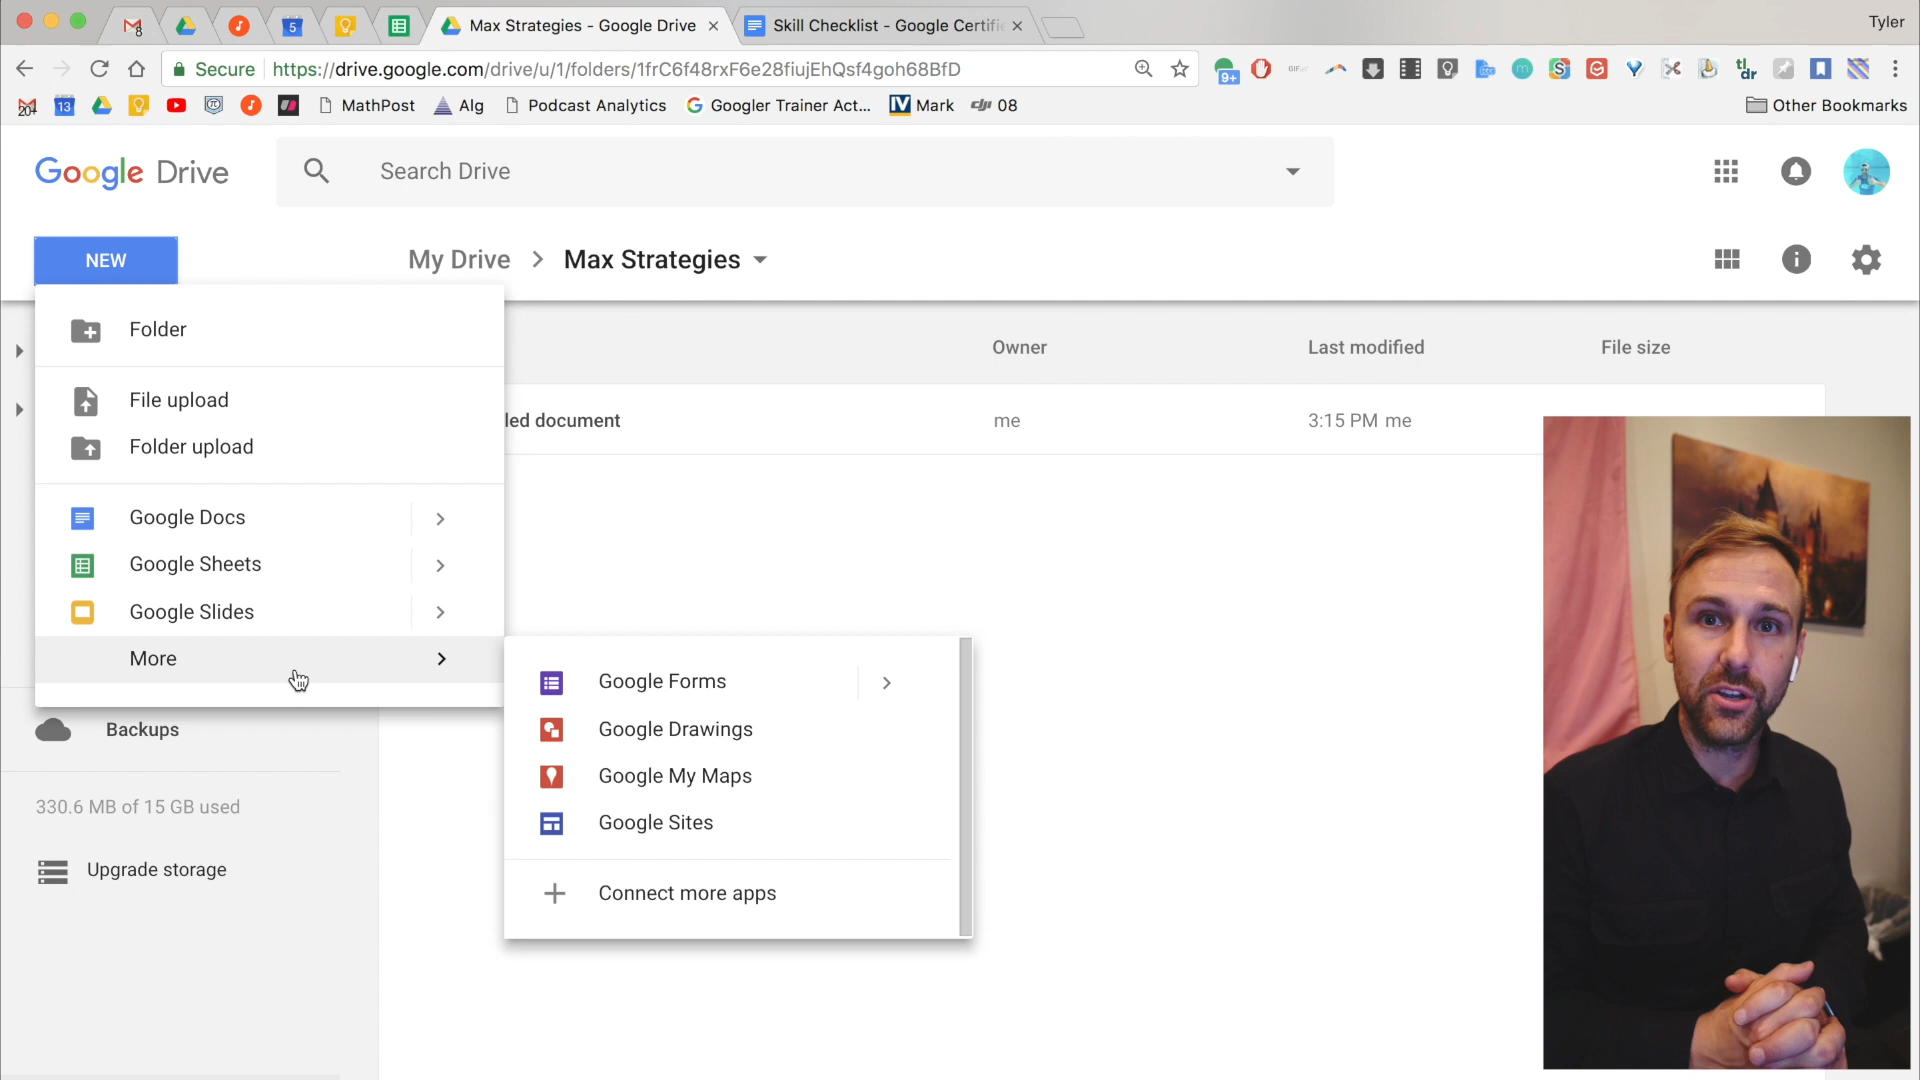 Max Strategies - Google Drive
Skill Checklist - Google Certifi
Tyler
Secure
https://drive.google.com/drive/u/1/folders/1frC6f48rxF6e28fiujEhQsf4goh68BfD
9+
MathPost
Alg
Podcast Analytics
Googler Trainer Act...
Mark
dji 08
Other Bookmarks
Google Drive
Search Drive
NEW
My Drive > Max Strategies
Folder
File upload
Folder upload
Google Docs
Google Sheets
Google Slides
More
Google Forms
Google Drawings
Google My Maps
Google Sites
Connect more apps
Owner
Last modified
File size
led document
me
3:15 PM me
Backups
330.6 MB of 15 GB used
Upgrade storage